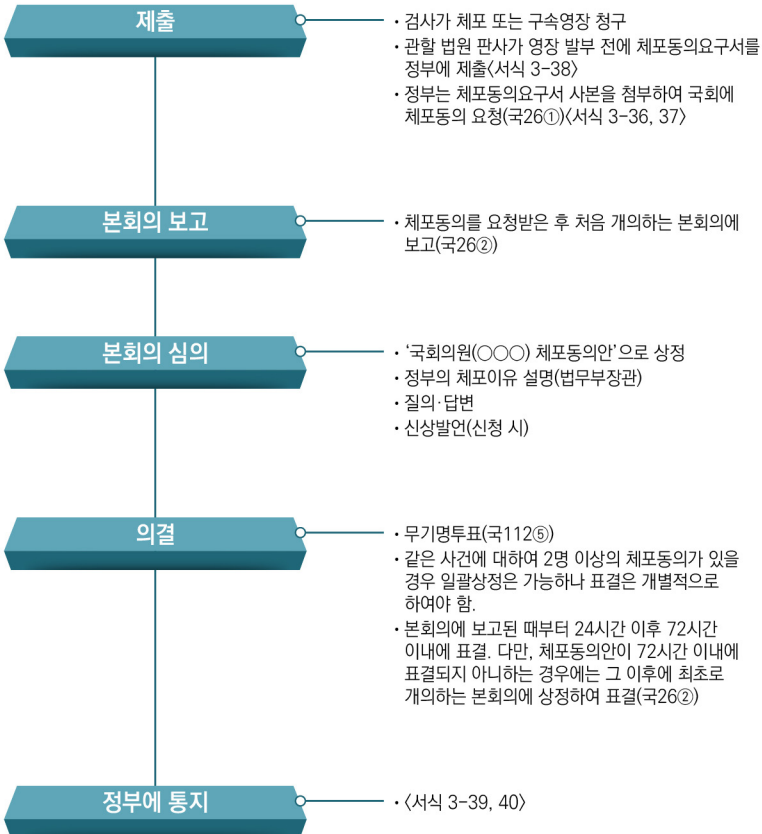 제출
• 검사가 체포 또는 구속영장 청구
• 관할 법원 판사가 영장 발부 전에 체포동의요구서를
정부에 제출〈서식 3-38〉
• 정부는 체포동의요구서 사본을 첨부하여 국회에
체포동의 요청(국26①)〈서식 3-36, 37〉
본회의 보고
• 체포동의를 요청받은 후 처음 개의하는 본회의에
보고(국26②)
본회의 심의
• ‘국회의원(○○○) 체포동의안’으로 상정
• 정부의 체포이유 설명(법무부장관)
• 질의·답변
• 신상발언(신청 시)
의결
• 무기명투표(국112⑤)
• 같은 사건에 대하여 2명 이상의 체포동의가 있을
경우 일괄상정은 가능하나 표결은 개별적으로
하여야 함.
• 본회의에 보고된 때부터 24시간 이후 72시간
이내에 표결. 다만, 체포동의안이 72시간 이내에
표결되지 아니하는 경우에는 그 이후에 최초로
개의하는 본회의에 상정하여 표결(국26②)
정부에 통지
• 〈서식 3-39, 40〉